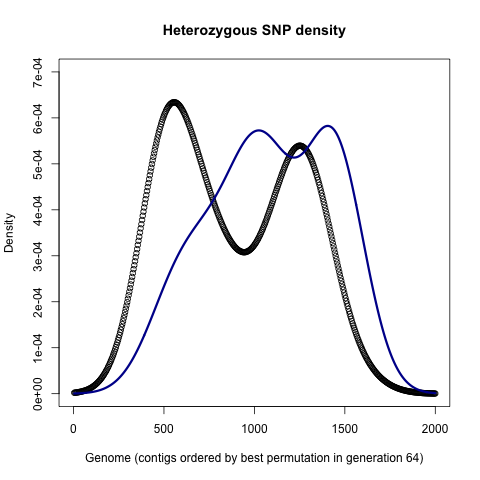 Heterozygous SNP density
Density
7e-04
6e-04
5e-04
4e-04
3e-04
2e-04
1e-04
0e+00
0 500 1000 1500 2000
Genome (contigs ordered by best permutation in generation 64)